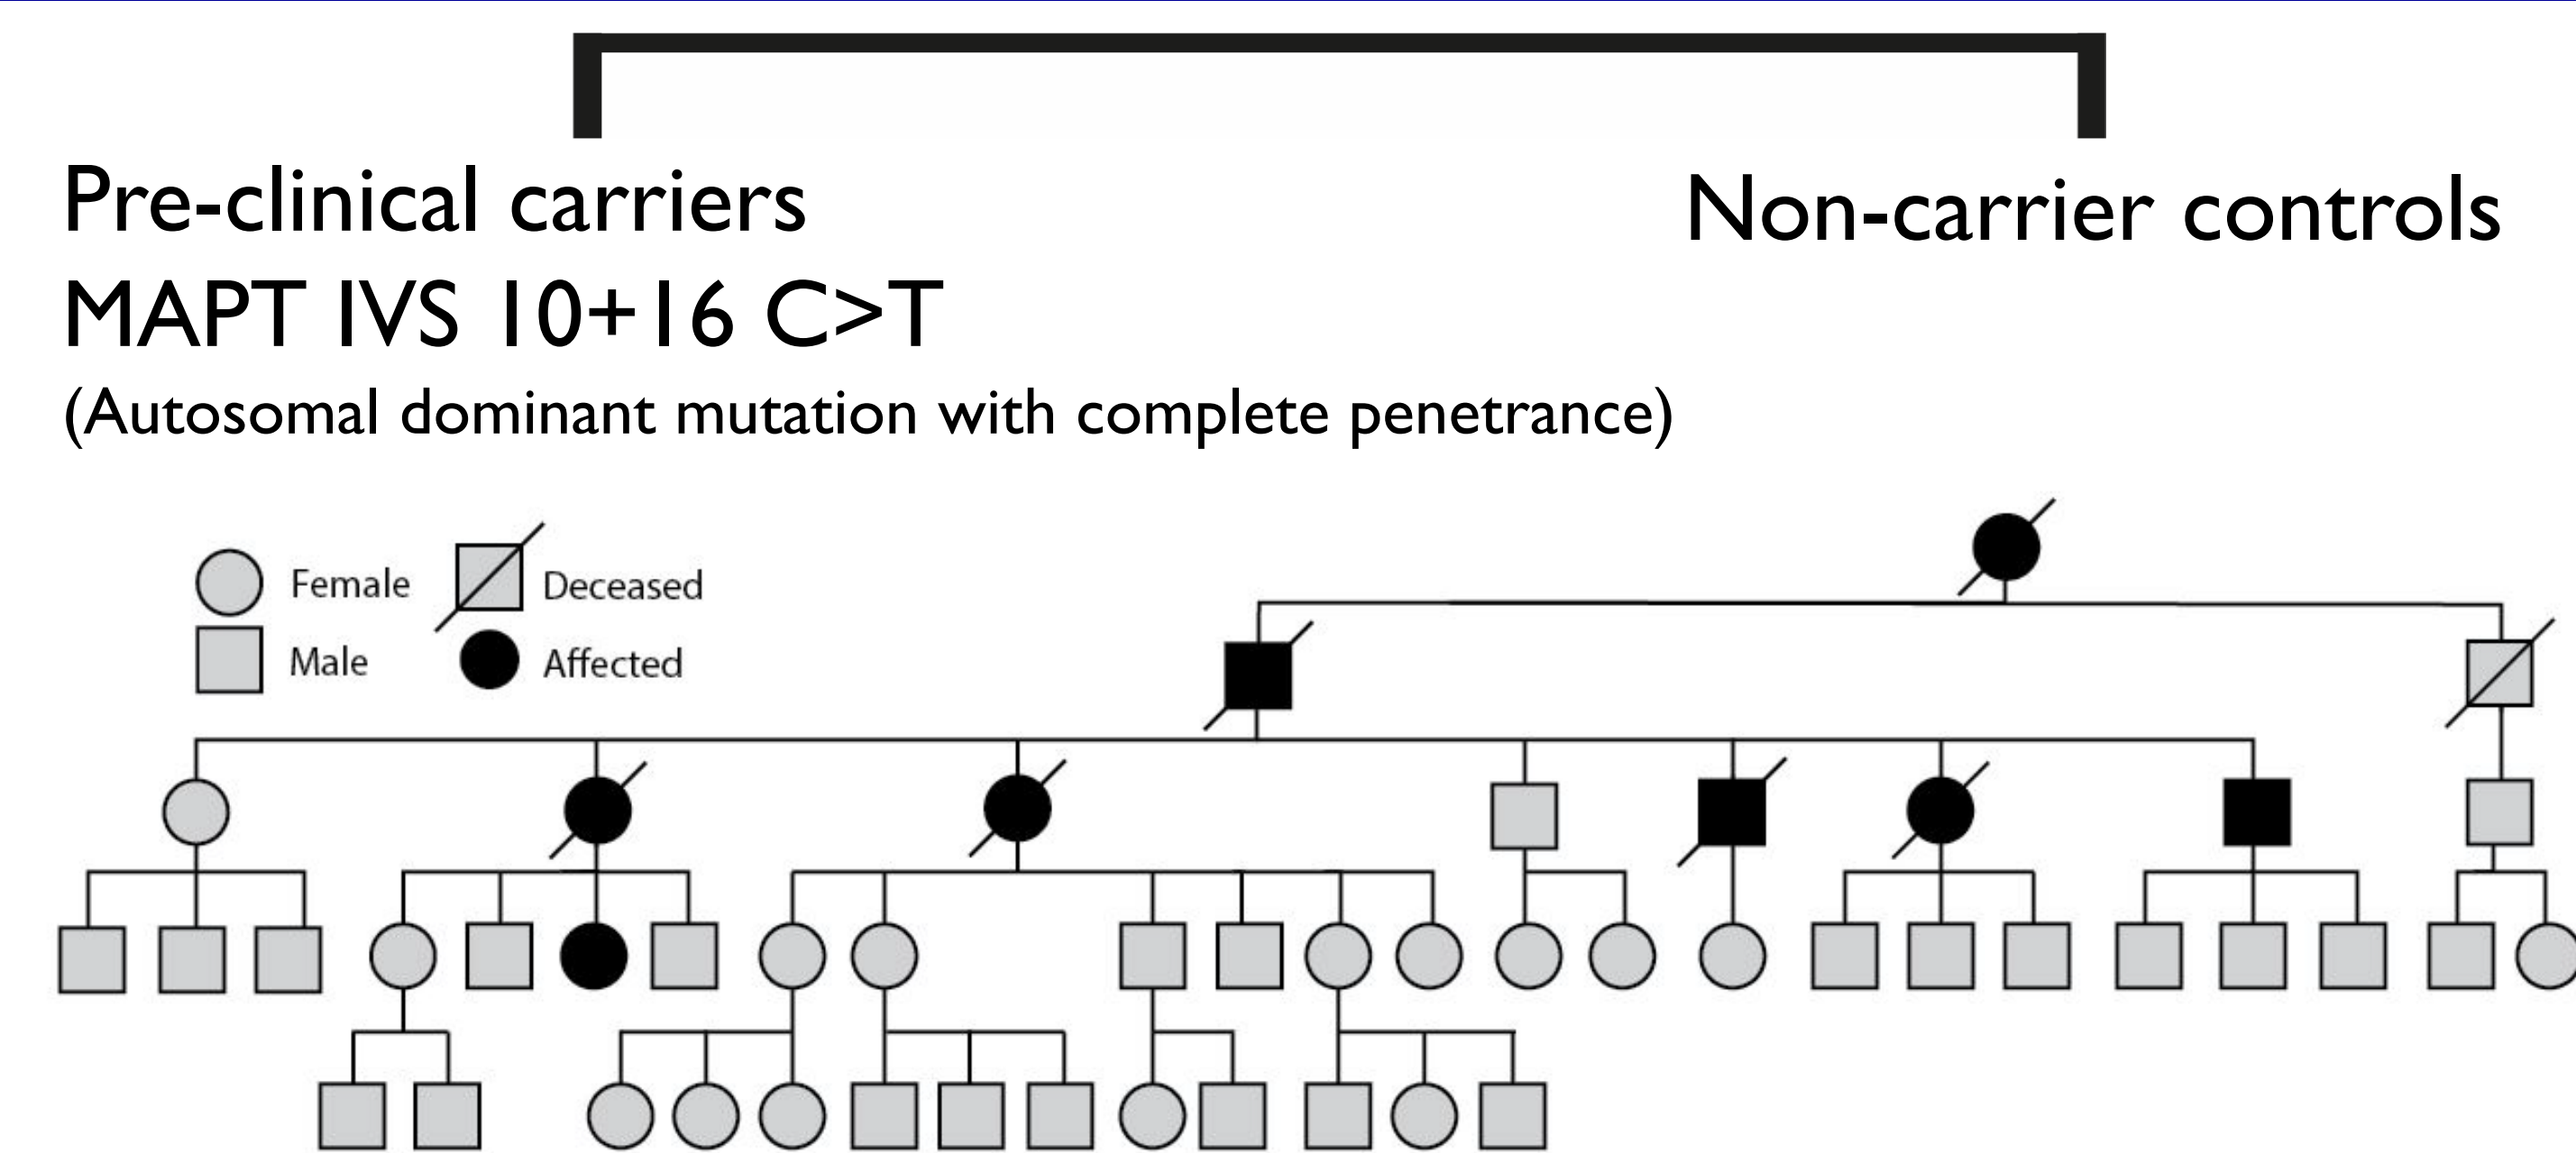 Pre-clinical carriers
Non-carrier controls
MAPT IVS 10+16 C>T
(Autosomal dominant mutation with complete penetrance)
Female
Deceased
Male
Affected